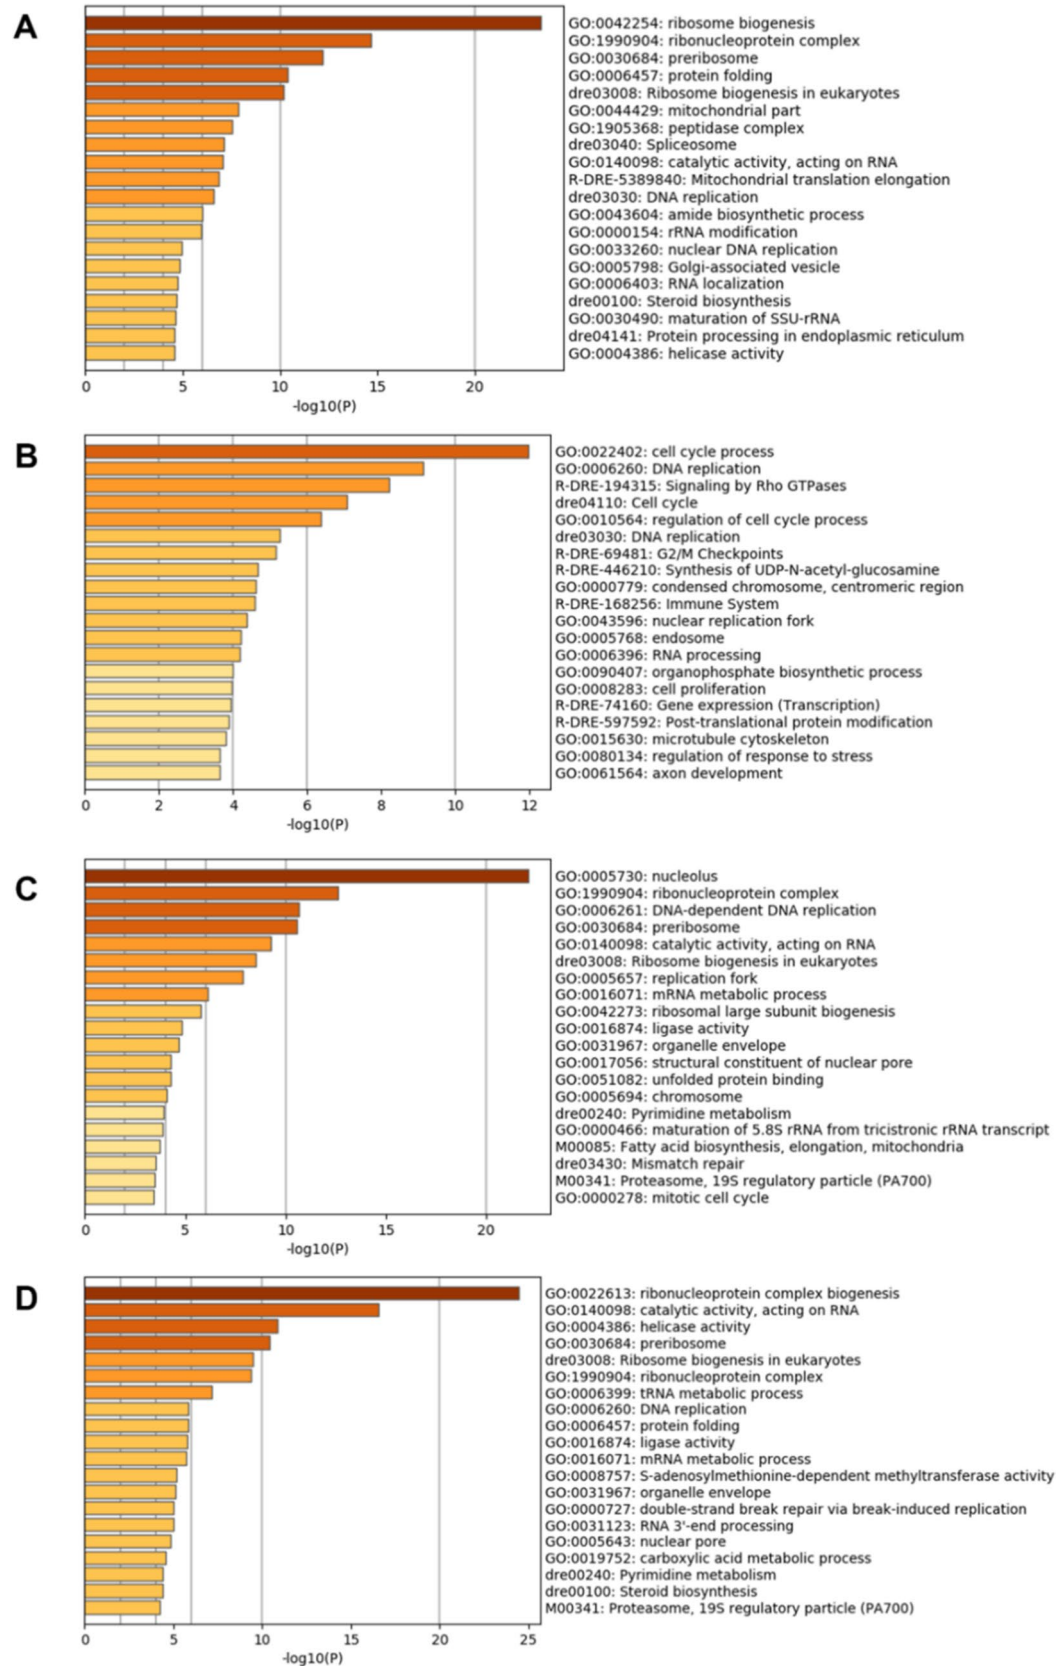 A
GO:0042254: ribosome biogenesis
GO:1990904: ribonucleoprotein complex
GO:0030684: preribosome
GO:0006457: protein folding
dre03008: Ribosome biogenesis in eukaryotes
GO:0044429: mitochondrial part
GO:1905368: peptidase complex
dre03040: Spliceosome
GO:0140098: catalytic activity, acting on RNA
R-DRE-5389840: Mitochondrial translation elongation
dre03030: DNA replication
GO:0043604: amide biosynthetic process
GO:0000154: rRNA modification
GO:0033260: nuclear DNA replication
GO:0005798: Golgi-associated vesicle
GO:0006403: RNA localization
dre00100: Steroid biosynthesis
GO:0030490: maturation of SSU-rRNA
dre04141: Protein processing in endoplasmic reticulum
GO:0004386: helicase activity
0 5 10 15 20
-log10(P)
B
GO:0022402: cell cycle process
GO:0006260: DNA replication
R-DRE-194315: Signaling by Rho GTPases
dre04110: Cell cycle
GO:0010564: regulation of cell cycle process
dre03030: DNA replication
R-DRE-69481: G2/M Checkpoints
R-DRE-446210: Synthesis of UDP-N-acetyl-glucosamine
GO:0000779: condensed chromosome, centromeric region
R-DRE-168256: Immune System
GO:0043596: nuclear replication fork
GO:0005768: endosome
GO:0006396: RNA processing
GO:0090407: organophosphate biosynthetic process
GO:0008283: cell proliferation
R-DRE-74160: Gene expression (Transcription)
R-DRE-597592: Post-translational protein modification
GO:0015630: microtubule cytoskeleton
GO:0080134: regulation of response to stress
GO:0061564: axon development
0 2 4 6 8 10 12
-log10(P)
C
GO:0005730: nucleolus
GO:1990904: ribonucleoprotein complex
GO:0006261: DNA-dependent DNA replication
GO:0030684: preribosome
GO:0140098: catalytic activity, acting on RNA
dre03008: Ribosome biogenesis in eukaryotes
GO:0005657: replication fork
GO:0016071: mRNA metabolic process
GO:0042273: ribosomal large subunit biogenesis
GO:0016874: ligase activity
GO:0031967: organelle envelope
GO:0017056: structural constituent of nuclear pore
GO:0051082: unfolded protein binding
GO:0005694: chromosome
dre00240: Pyrimidine metabolism
GO:0000466: maturation of 5.8S rRNA from tricistronic rRNA transcript
M00085: Fatty acid biosynthesis, elongation, mitochondria
dre03430: Mismatch repair
M00341: Proteasome, 19S regulatory particle (PA700)
GO:0000278: mitotic cell cycle
0 5 10 15 20
-log10(P)
D
GO:0022613: ribonucleoprotein complex biogenesis
GO:0140098: catalytic activity, acting on RNA
GO:0004386: helicase activity
GO:0030684: preribosome
dre03008: Ribosome biogenesis in eukaryotes
GO:1990904: ribonucleoprotein complex
GO:0006399: tRNA metabolic process
GO:0006260: DNA replication
GO:0006457: protein folding
GO:0016874: ligase activity
GO:0016071: mRNA metabolic process
GO:0008757: S-adenosylmethionine-dependent methyltransferase activity
GO:0031967: organelle envelope
GO:0000727: double-strand break repair via break-induced replication
GO:0031123: RNA 3'-end processing
GO:0005643: nuclear pore
GO:0019752: carboxylic acid metabolic process
dre00240: Pyrimidine metabolism
dre00100: Steroid biosynthesis
M00341: Proteasome, 19S regulatory particle (PA700)
0 5 10 15 20 25
-log10(P)